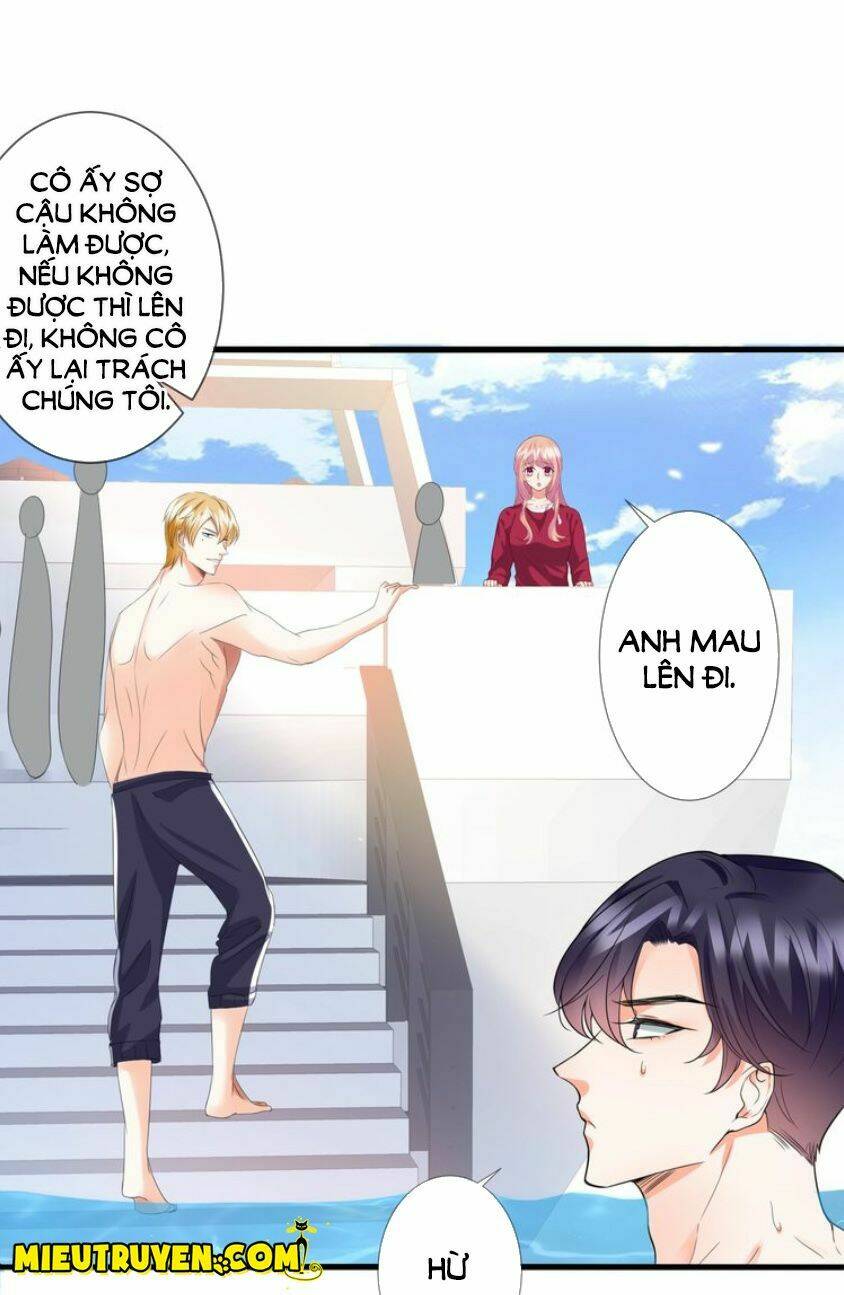 CÔ ẤY SỢ
CẬU KHÔNG
LÀM ĐƯỢC,
NẾU KHÔNG
ĐƯỢC THÌ LÊN
ĐI, KHÔNG CÔ
ẤY LẠI TRÁCH
CHÚNG TÔI.
ANH MAU
LÊN ĐI.
HỪ
MIEUTRUYEN.COM